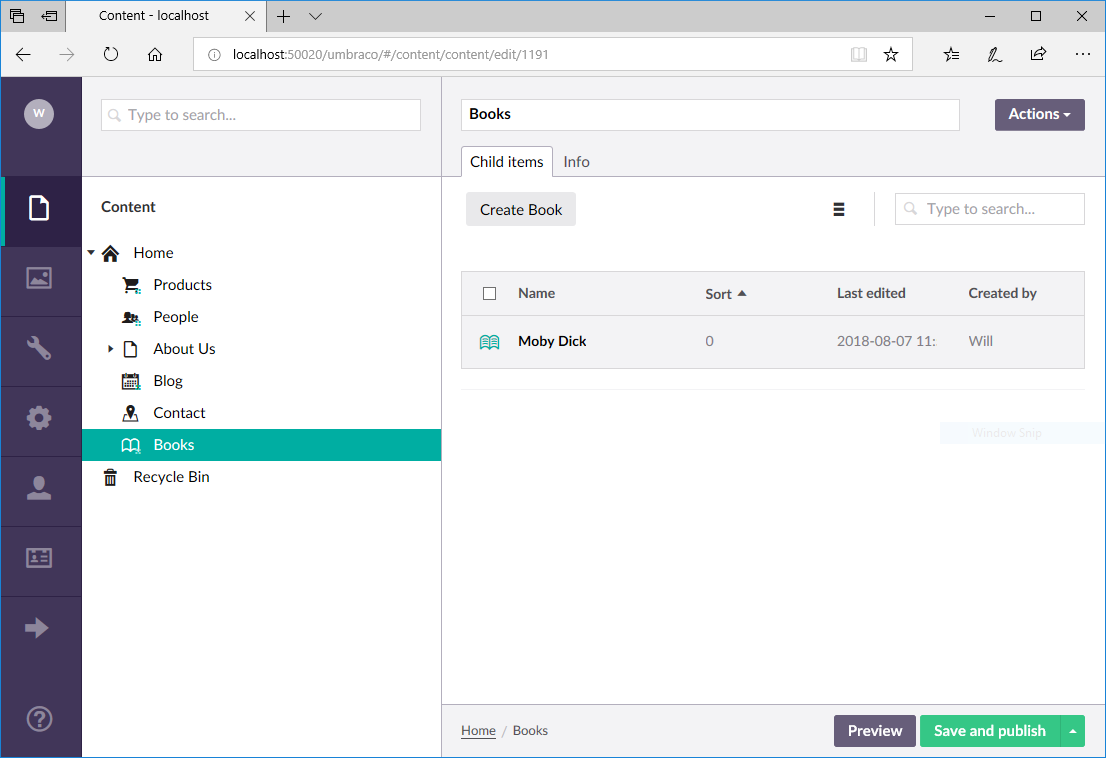 Content - localhost
localhost:50020/umbraco/#/content/content/edit/1191
W
Type to search...
Books
Actions
Child items
Info
Content
Create Book
Type to search...
Home
Products
People
About Us
Blog
Contact
Books
Recycle Bin
Name Sort Last edited Created by
Moby Dick 0 2018-08-07 11: Will
Window Snip
Home / Books
Preview
Save and publish